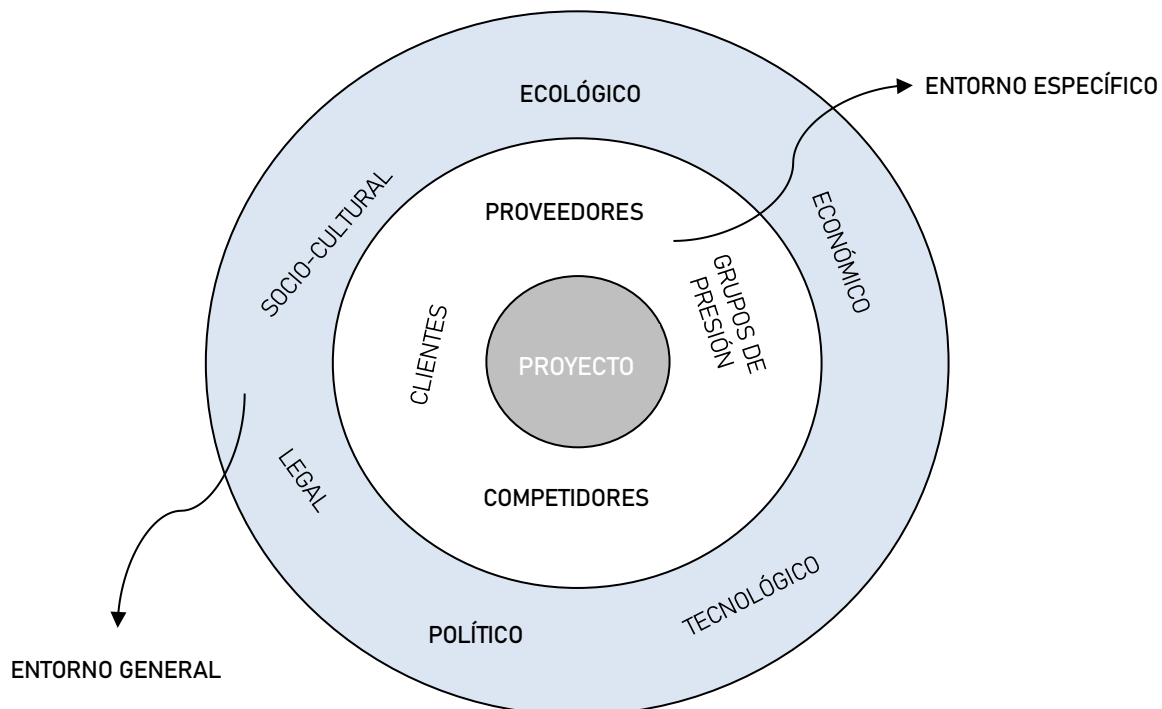 ECOLÓGICO
ENTORNO ESPECÍFICO
SOCIO-CULTURAL
PROVEEDORES
ECONÓMICO
GRUPOS DE
PRESIÓN
CLIENTES
PROYECTO
LEGAL
COMPETIDORES
TECNOLÓGICO
POLÍTICO
ENTORNO GENERAL